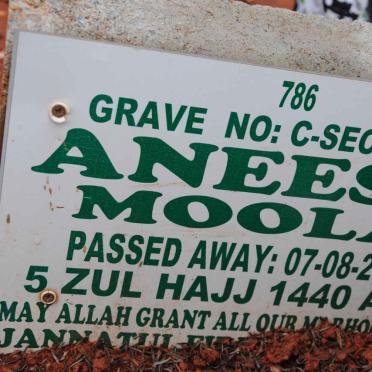 786
GRAVE NO: C-SEC
ANEES
MOOLA
PASSED AWAY: 07-08-2
5 ZUL HAJJ 1440 A
MAY ALLAH GRANT ALL OUR
JANNATUL